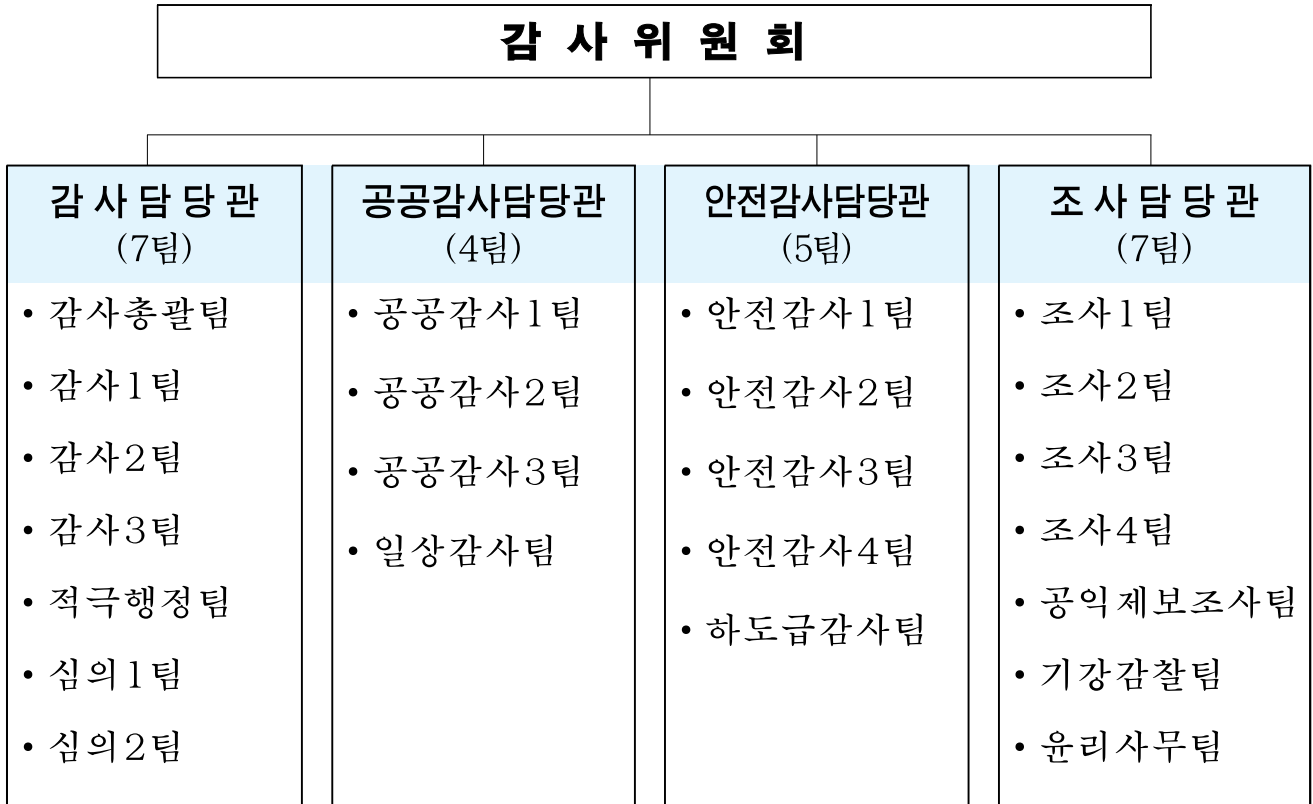 감 사 위 원 회
감 사 담 당 관
(7팀)
• 감사총괄팀
• 감사1팀
• 감사2팀
• 감사3팀
• 적극행정팀
• 심의1팀
• 심의2팀
공공감사담당관
(4팀)
• 공공감사1팀
• 공공감사2팀
• 공공감사3팀
• 일상감사팀
안전감사담당관
(5팀)
• 안전감사1팀
• 안전감사2팀
• 안전감사3팀
• 안전감사4팀
• 하도급감사팀
조 사 담 당 관
(7팀)
• 조사1팀
• 조사2팀
• 조사3팀
• 조사4팀
• 공익제보조사팀
• 기강감찰팀
• 윤리사무팀